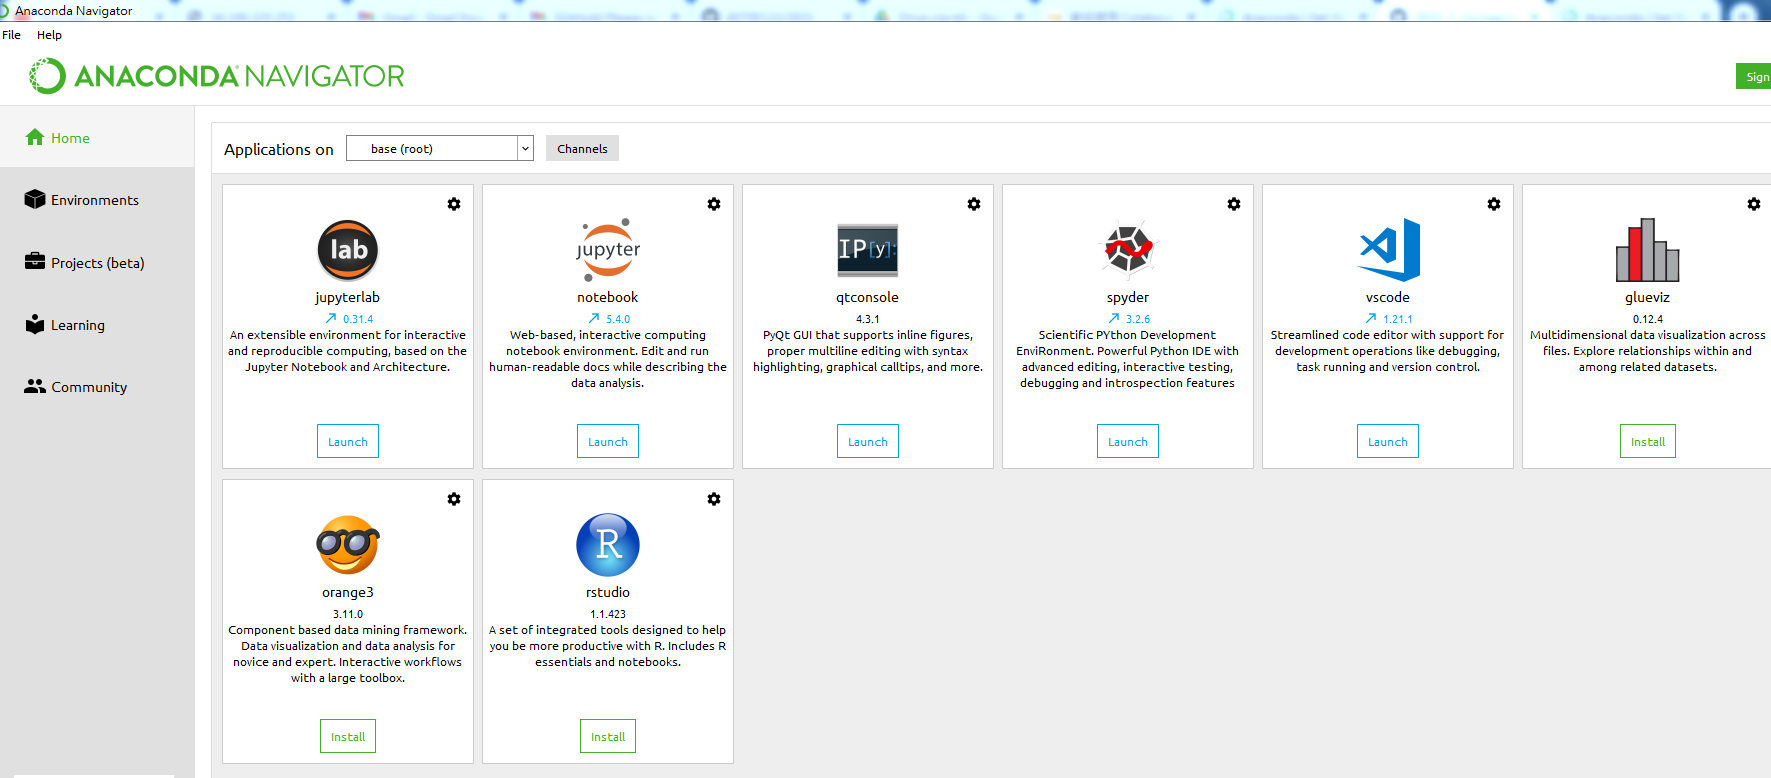 Anaconda Navigator
File Help
ANACONDA NAVIGATOR
Sign
Home
Environments
Projects (beta)
Learning
Community
Applications on base (root) Channels
lab
jupyterlab
0.31.4
An extensible environment for interactive
and reproducible computing, based on the
Jupyter Notebook and Architecture.
Launch
jupyter
notebook
5.4.0
Web-based, interactive computing
notebook environment. Edit and run
human-readable docs while describing the
data analysis.
Launch
IP[y]:
qtconsole
4.3.1
PyQt GUI that supports inline figures,
proper multiline editing with syntax
highlighting, graphical calltips, and more.
Launch
spyder
3.2.6
Scientific PYthon Development
EnviRonment. Powerful Python IDE with
advanced editing, interactive testing,
debugging and introspection features
Launch
vscode
1.21.1
Streamlined code editor with support for
development operations like debugging,
task running and version control.
Launch
glueviz
0.12.4
Multidimensional data visualization across
files. Explore relationships within and
among related datasets.
Install
orange3
3.11.0
Component based data mining framework.
Data visualization and data analysis for
novice and expert. Interactive workflows
with a large toolbox.
Install
R
rstudio
1.1.423
A set of integrated tools designed to help
you be more productive with R. Includes R
essentials and notebooks.
Install